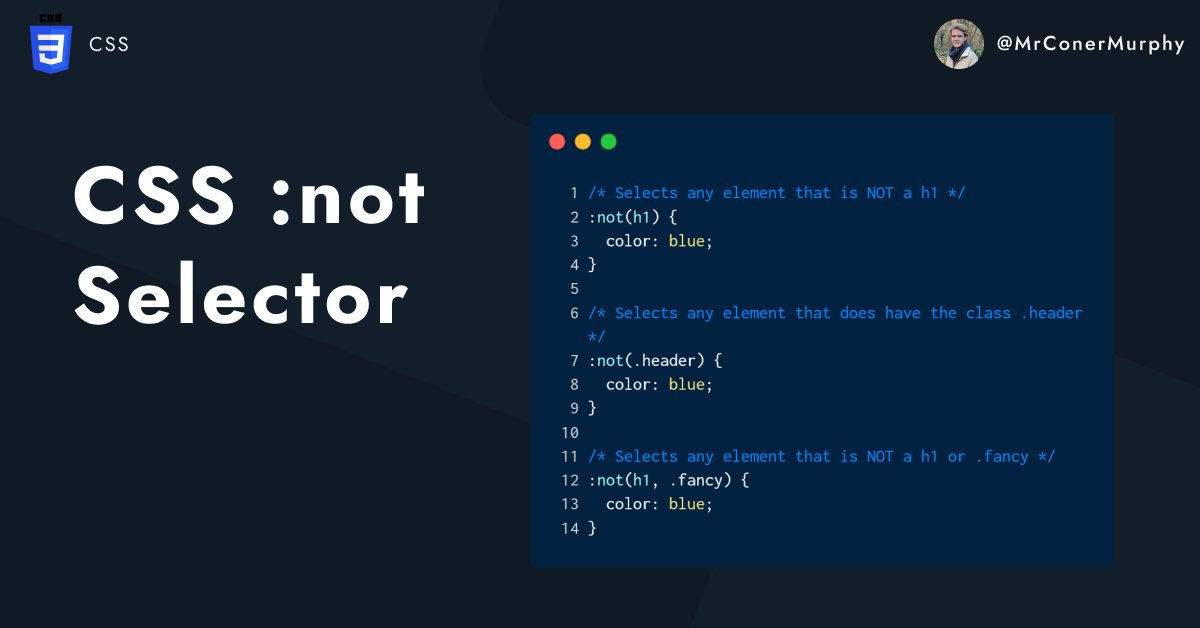 CSS
CSS
@MrConerMurphy
CSS :not
Selector
1 /* Selects any element that is NOT a h1 */
2 :not(h1) {
3   color: blue;
4 }
5
6 /* Selects any element that does have the class .header
*/
7 :not(.header) {
8   color: blue;
9 }
10
11 /* Selects any element that is NOT a h1 or .fancy */
12 :not(h1, .fancy) {
13   color: blue;
14 }